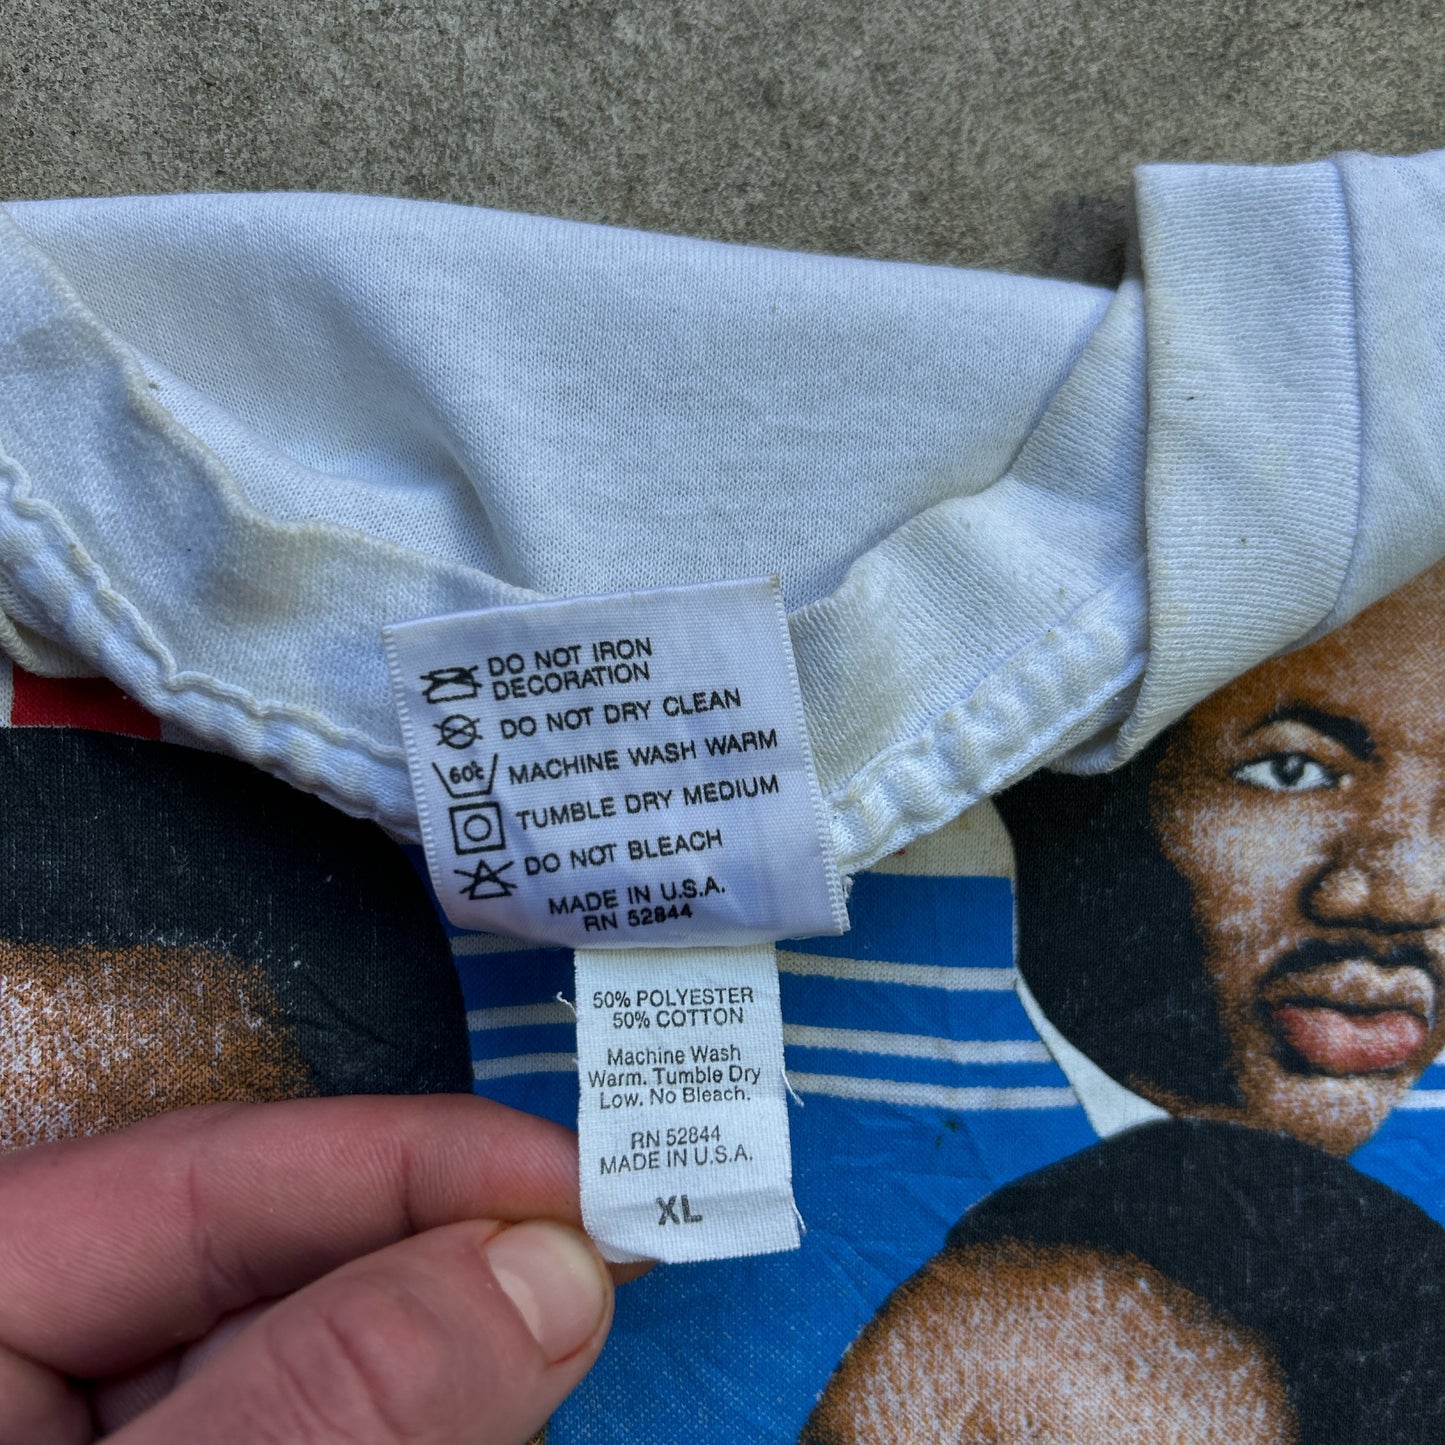 DO NOT IRON
DECORATION
DO NOT DRY CLEAN
60c MACHINE WASH WARM
TUMBLE DRY MEDIUM
DO NOT BLEACH
MADE IN U.S.A.
RN 52844
50% POLYESTER
50% COTTON
Machine Wash
Warm. Tumble Dry
Low. No Bleach.
RN 52844
MADE IN U.S.A.
XL